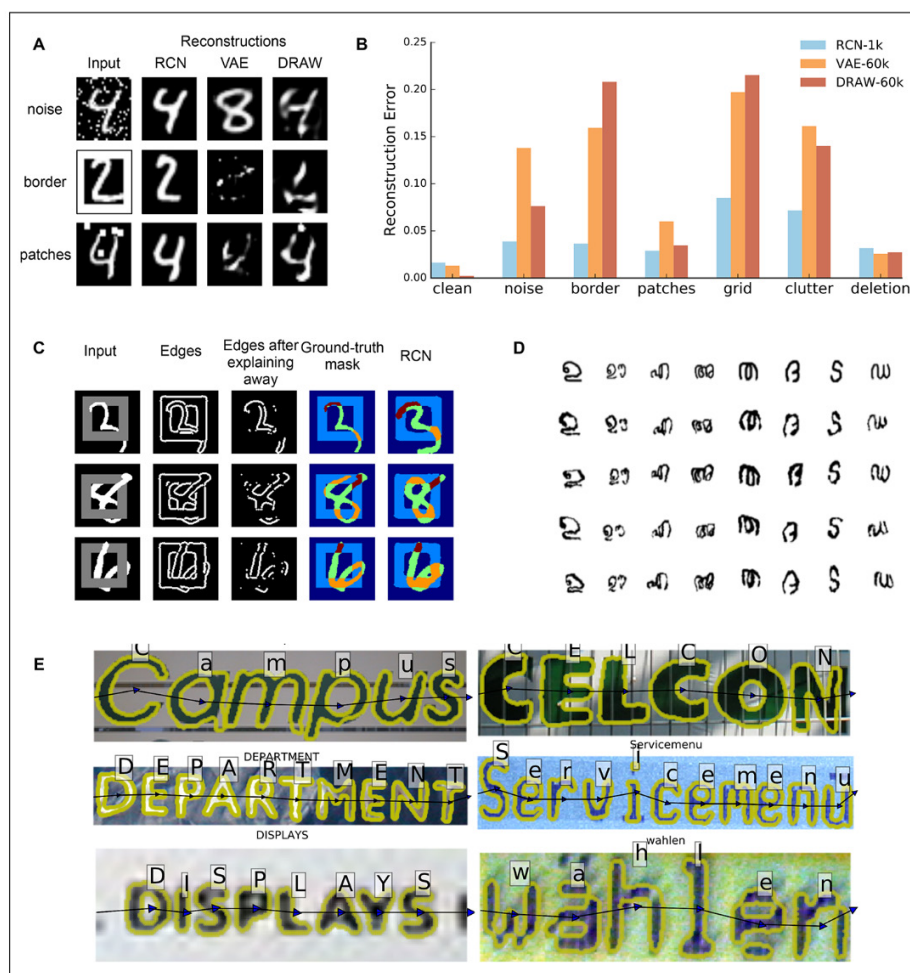 A
Reconstructions
Input RCN VAE DRAW
noise
border
patches
B
Reconstruction Error
0.25
0.20
0.15
0.10
0.05
0.00
RCN-1k
VAE-60k
DRAW-60k
clean noise border patches grid clutter deletion
C
Input Edges Edges after explaining away Ground-truth mask RCN
D
E
C a m p u s
Campus
C E L C O N
CELCON
DEPARTMENT
D E P A R T M E N T
DEPARTMENT
Servicemenu
S e r v i c e m e n u
Servicemenu
DISPLAYS
D I S P L A Y S
DISPLAYS
wahlen
w a h l e n
wahlen